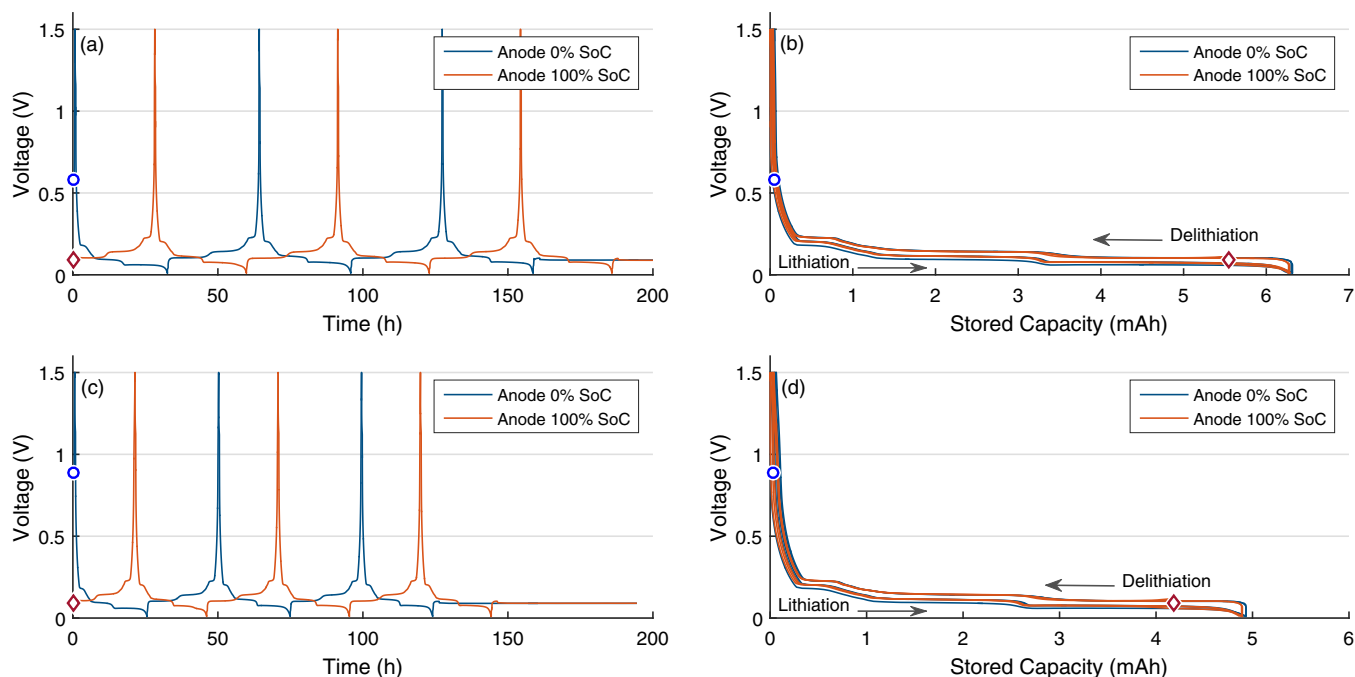 (a)
Anode 0% SoC
Anode 100% SoC
Voltage (V)
1.5
1
0.5
0
0 50 100 150 200
Time (h)
(b)
Anode 0% SoC
Anode 100% SoC
Delithiation
Lithiation
Voltage (V)
1.5
1
0.5
0
0 1 2 3 4 5 6 7
Stored Capacity (mAh)
(c)
Anode 0% SoC
Anode 100% SoC
Voltage (V)
1.5
1
0.5
0
0 50 100 150 200
Time (h)
(d)
Anode 0% SoC
Anode 100% SoC
Delithiation
Lithiation
Voltage (V)
1.5
1
0.5
0
0 1 2 3 4 5 6
Stored Capacity (mAh)